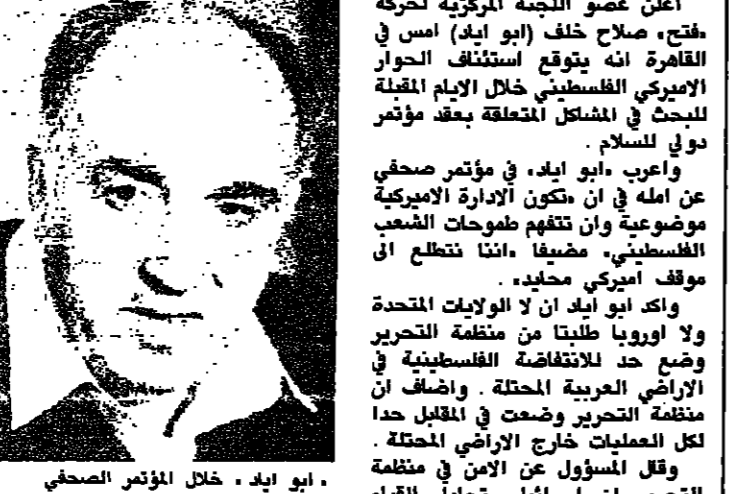 اعلن عضو اللجنة المركزية لحركة
«فتح» صلاح خلف (ابو اياد) امس في
القاهرة انه يتوقع استئناف الحوار
الاميركي الفلسطيني خلال الايام المقبلة
للبحث في المشاكل المتعلقة بعقد مؤتمر
دولي للسلام .
واعرب «ابو اياد» في مؤتمر صحفي
عن امله في ان «تكون الادارة الاميركية
موضوعية وان تتفهم طموحات الشعب
الفلسطيني» مضيفا «اننا نتطلع الى
موقف اميركي محايد» .
واكد ابو اياد ان لا الولايات المتحدة
ولا اوروبا طلبتا من منظمة التحرير
وضع حد للانتفاضة الفلسطينية في
الاراضي العربية المحتلة . واضاف ان
منظمة التحرير وضعت في المقابل حدا
لكل العمليات خارج الاراضي المحتلة .
وقال المسؤول عن الامن في منظمة
« ابو اياد » خلال المؤتمر الصحفي